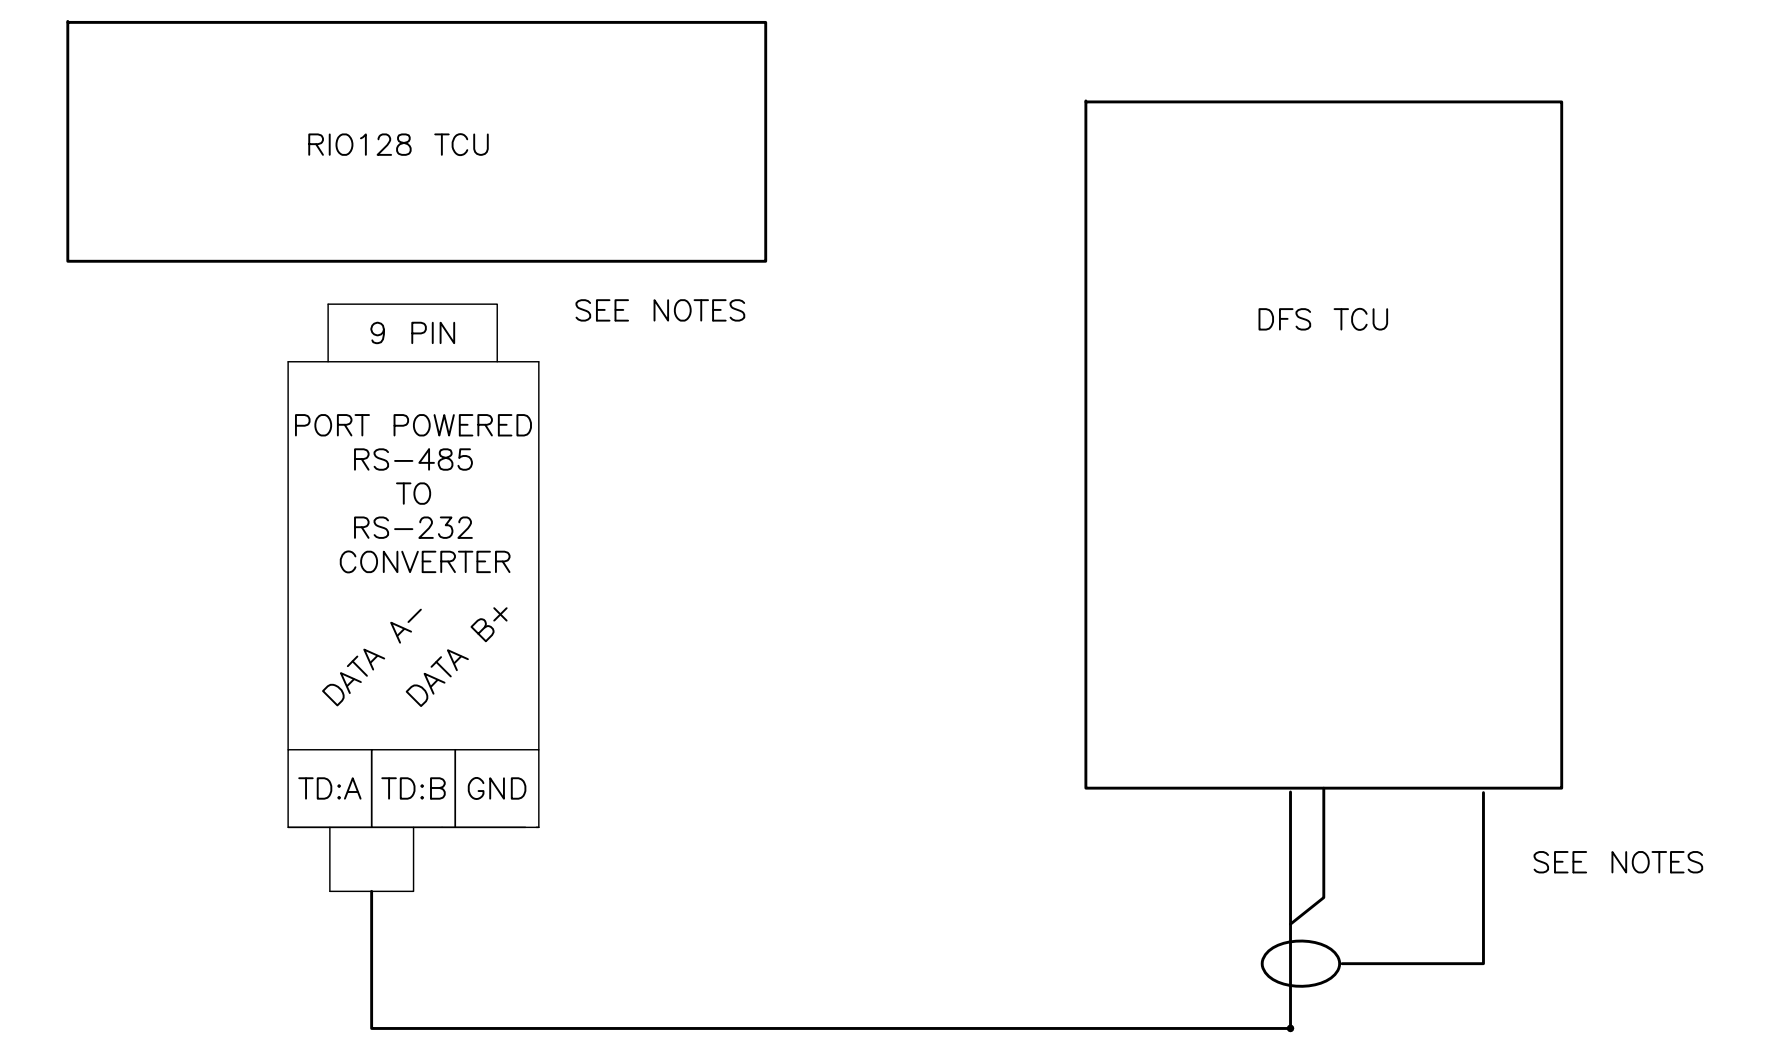 RIO128 TCU
SEE NOTES
9 PIN
PORT POWERED
RS-485
TO
RS-232
CONVERTER
DATA A-
DATA B+
TD:A TD:B GND
DFS TCU
SEE NOTES